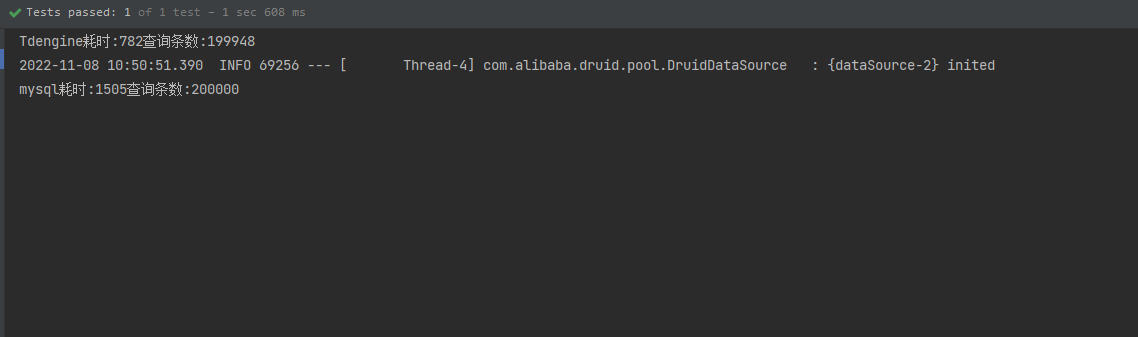 Tests passed: 1 of 1 test – 1 sec 608 ms
Tdengine耗时:782查询条数:199948
2022-11-08 10:50:51.390  INFO 69256 --- [       Thread-4] com.alibaba.druid.pool.DruidDataSource   : {dataSource-2} inited
mysql耗时:1505查询条数:200000